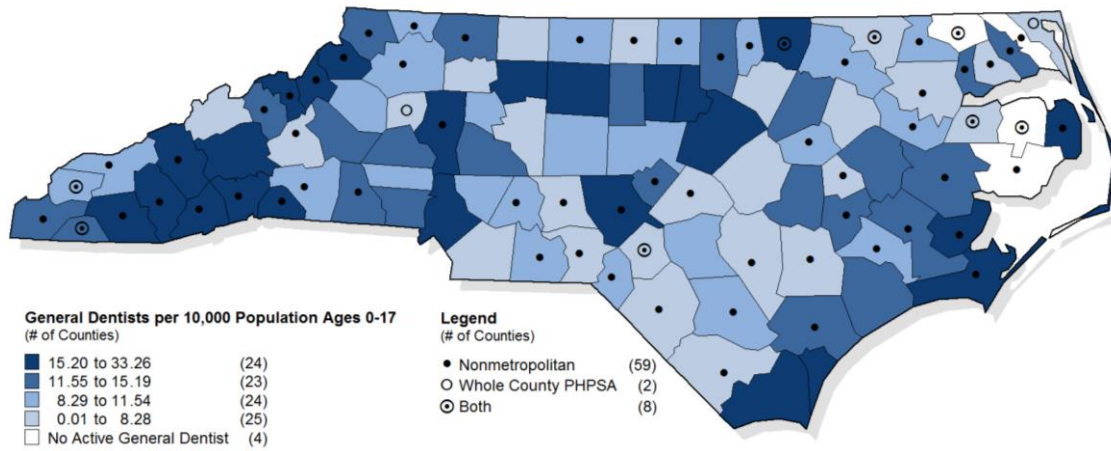 General Dentists per 10,000 Population Ages 0-17
(# of Counties)
15.20 to 33.26 (24)
11.55 to 15.19 (23)
8.29 to 11.54 (24)
0.01 to 8.28 (25)
No Active General Dentist (4)
Legend
(# of Counties)
Nonmetropolitan (59)
Whole County PHPSA (2)
Both (8)